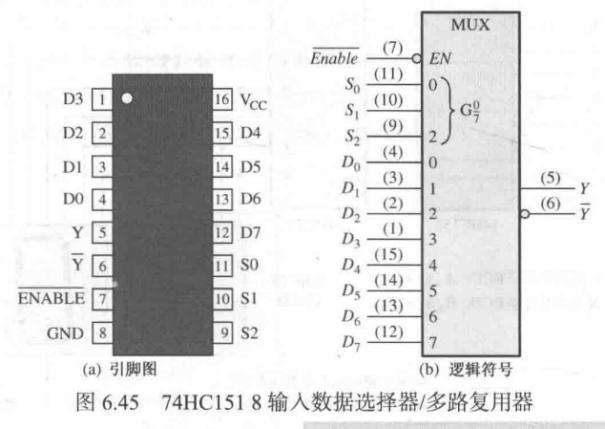 D3 1 16 V_CC
D2 2 15 D4
D1 3 14 D5
D0 4 13 D6
Y 5 12 D7
Y̅ 6 11 S0
E̅N̅A̅B̅L̅E̅ 7 10 S1
GND 8 9 S2
(a) 引脚图
MUX
E̅n̅a̅b̅l̅e̅ (7) EN
S₀ (11) 0
S₁ (10) G 0/7
S₂ (9) 2
D₀ (4) 0
D₁ (3) 1 (5) Y
D₂ (2) 2 (6) Y̅
D₃ (1) 3
D₄ (15) 4
D₅ (14) 5
D₆ (13) 6
D₇ (12) 7
(b) 逻辑符号
图 6.45 74HC151 8 输入数据选择器/多路复用器